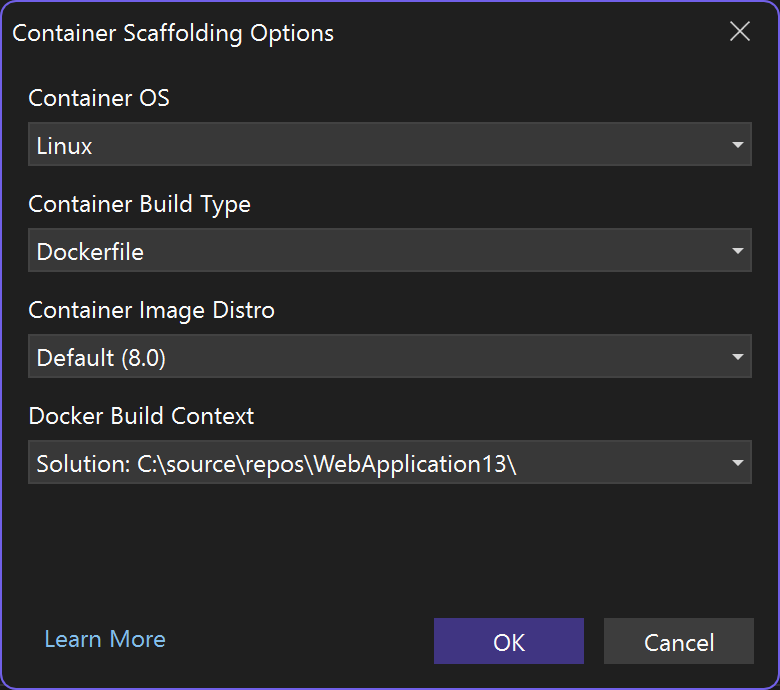 Container Scaffolding Options
Container OS
Linux
Container Build Type
Dockerfile
Container Image Distro
Default (8.0)
Docker Build Context
Solution: C:\source\repos\WebApplication13\
Learn More
OK
Cancel